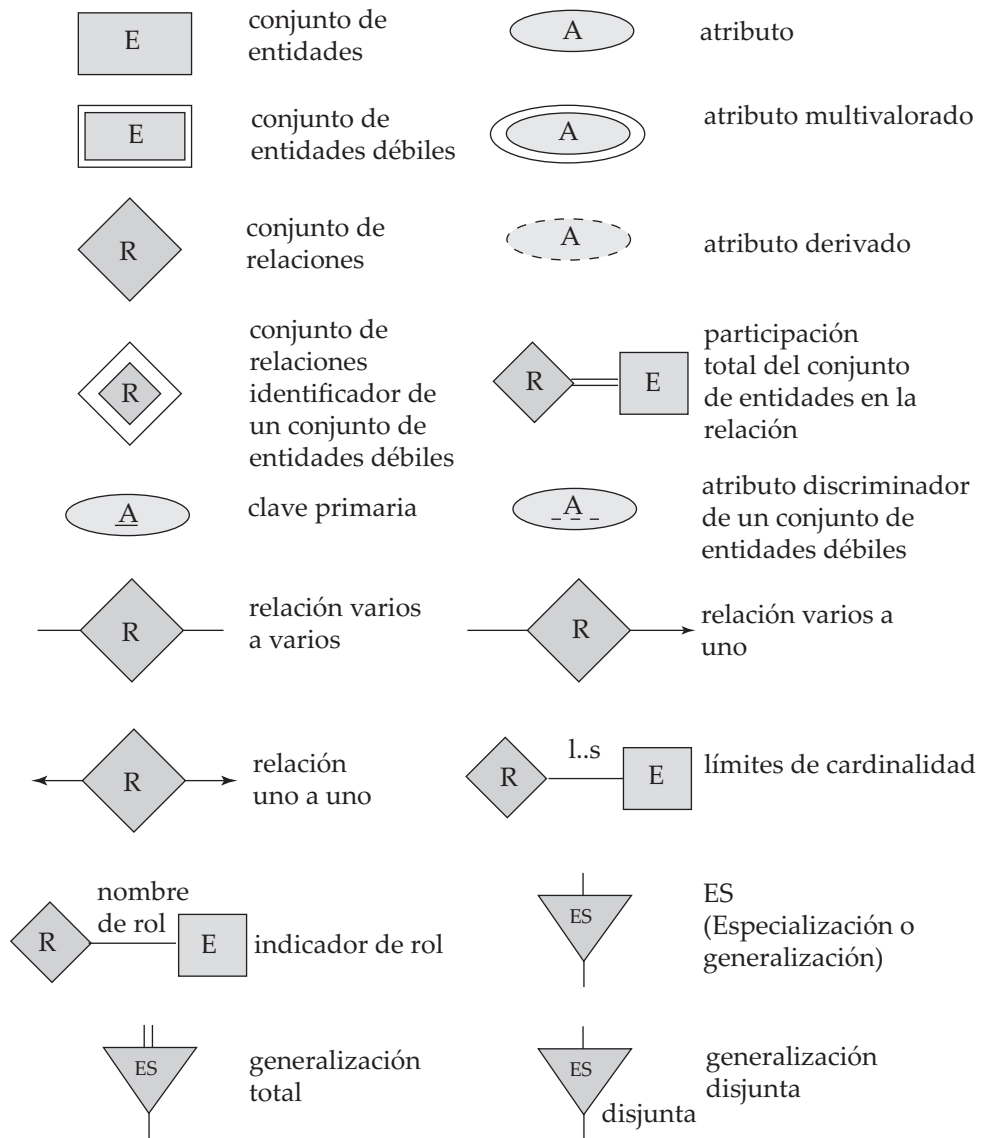 E
conjunto de
entidades
A
atributo
E
conjunto de
entidades débiles
A
atributo multivalorado
R
conjunto de
relaciones
A
atributo derivado
R
conjunto de
relaciones
identificador de
un conjunto de
entidades débiles
R
E
participación
total del conjunto
de entidades en la
relación
A
clave primaria
A
atributo discriminador
de un conjunto de
entidades débiles
R
relación varios
a varios
R
relación varios a
uno
R
relación
uno a uno
R
l..s
E
límites de cardinalidad
R
nombre
de rol
E
indicador de rol
ES
ES
(Especialización o
generalización)
ES
generalización
total
ES
disjunta
generalización
disjunta